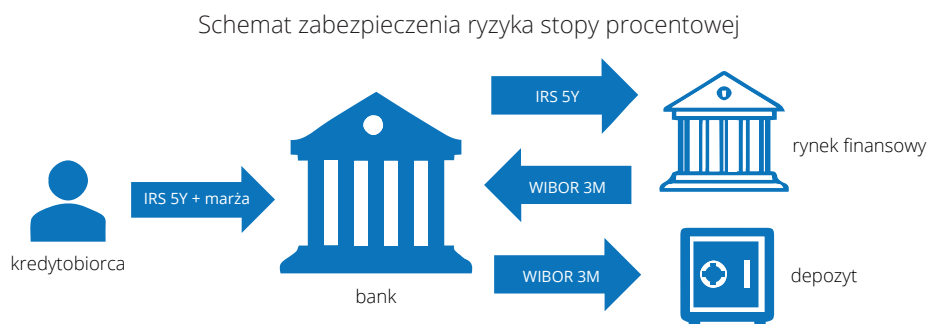 Schemat zabezpieczenia ryzyka stopy procentowej
IRS 5Y
rynek finansowy
WIBOR 3M
IRS 5Y + marża
kredytobiorca
WIBOR 3M
depozyt
bank